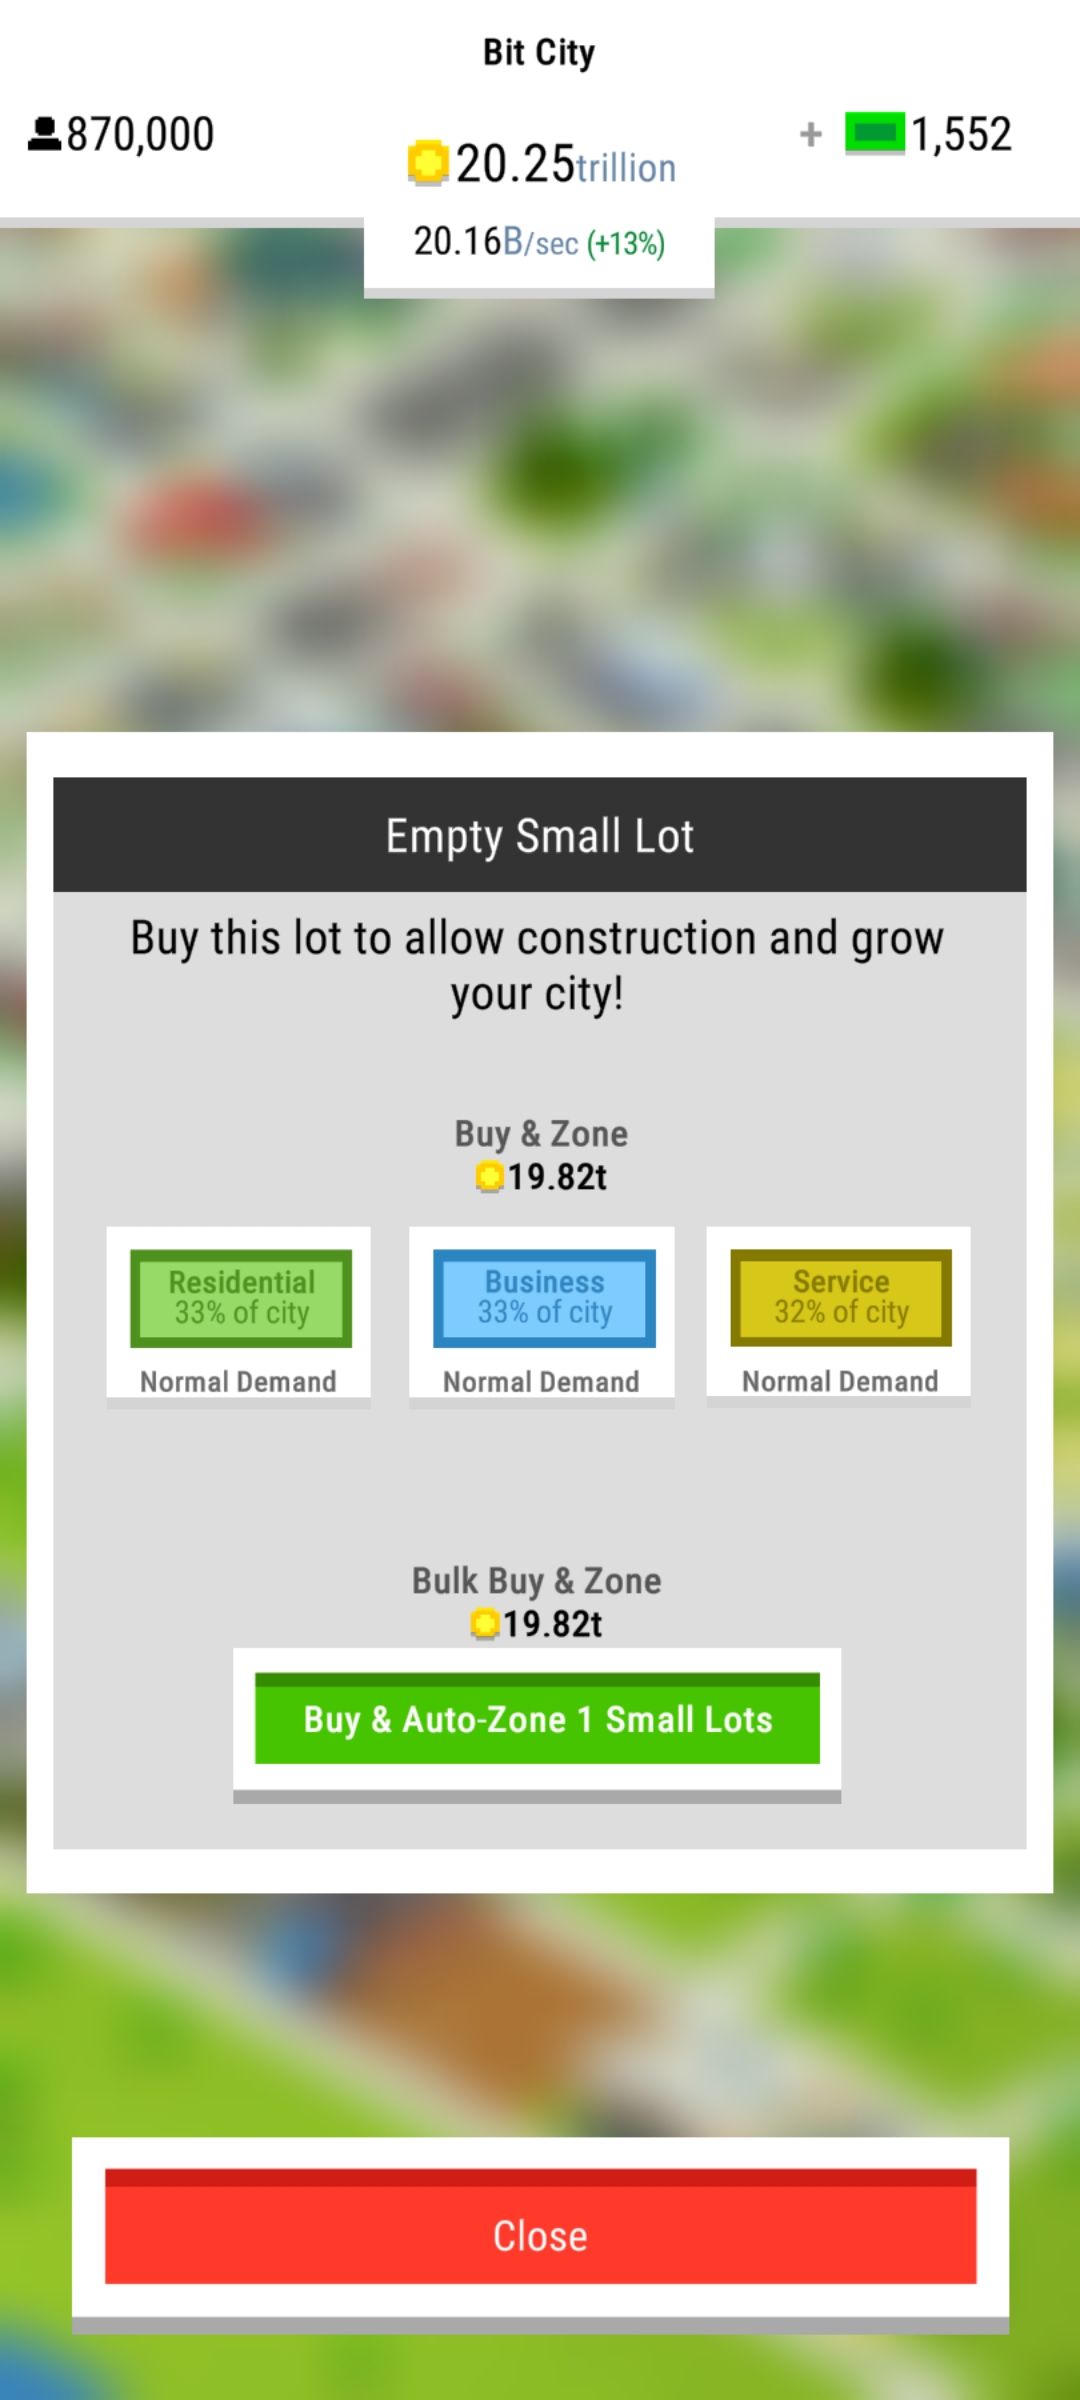 Bit City
870,000
20.25trillion
+ 1,552
20.16B/sec (+13%)
Empty Small Lot
Buy this lot to allow construction and grow
your city!
Buy & Zone
19.82t
Residential
33% of city
Normal Demand
Business
33% of city
Normal Demand
Service
32% of city
Normal Demand
Bulk Buy & Zone
19.82t
Buy & Auto-Zone 1 Small Lots
Close